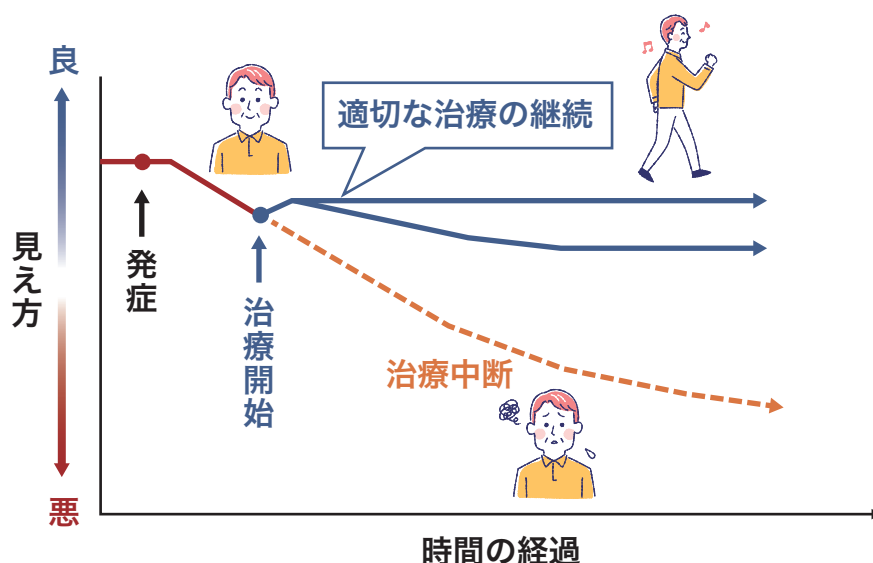 良
適切な治療の継続
見え方
発症
治療開始
治療中断
悪
時間の経過